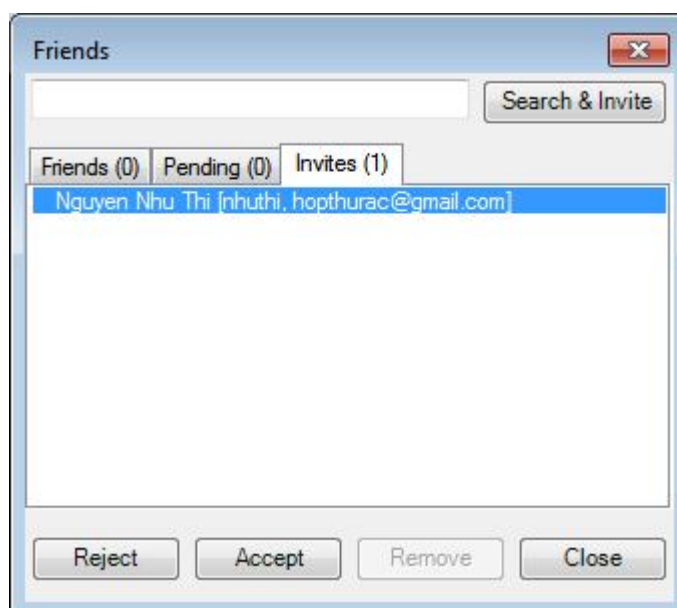 Friends
Search & Invite
Friends (0) Pending (0) Invites (1)
Nguyen Nhu Thi [nhuthi, hopthurac@gmail.com]
Reject Accept Remove Close